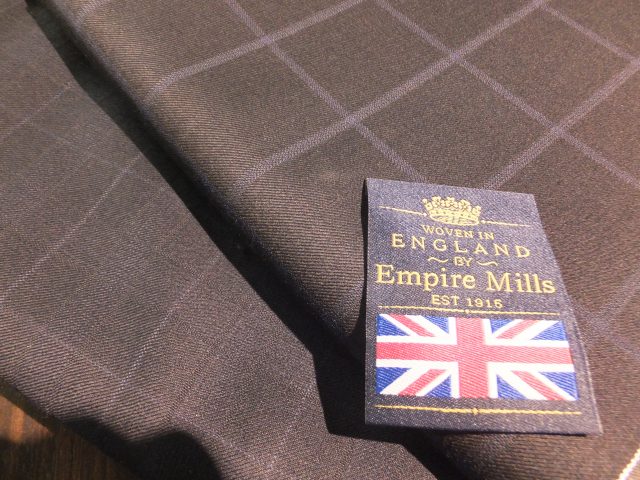 WOVEN IN
ENGLAND
BY
Empire Mills
EST 1915